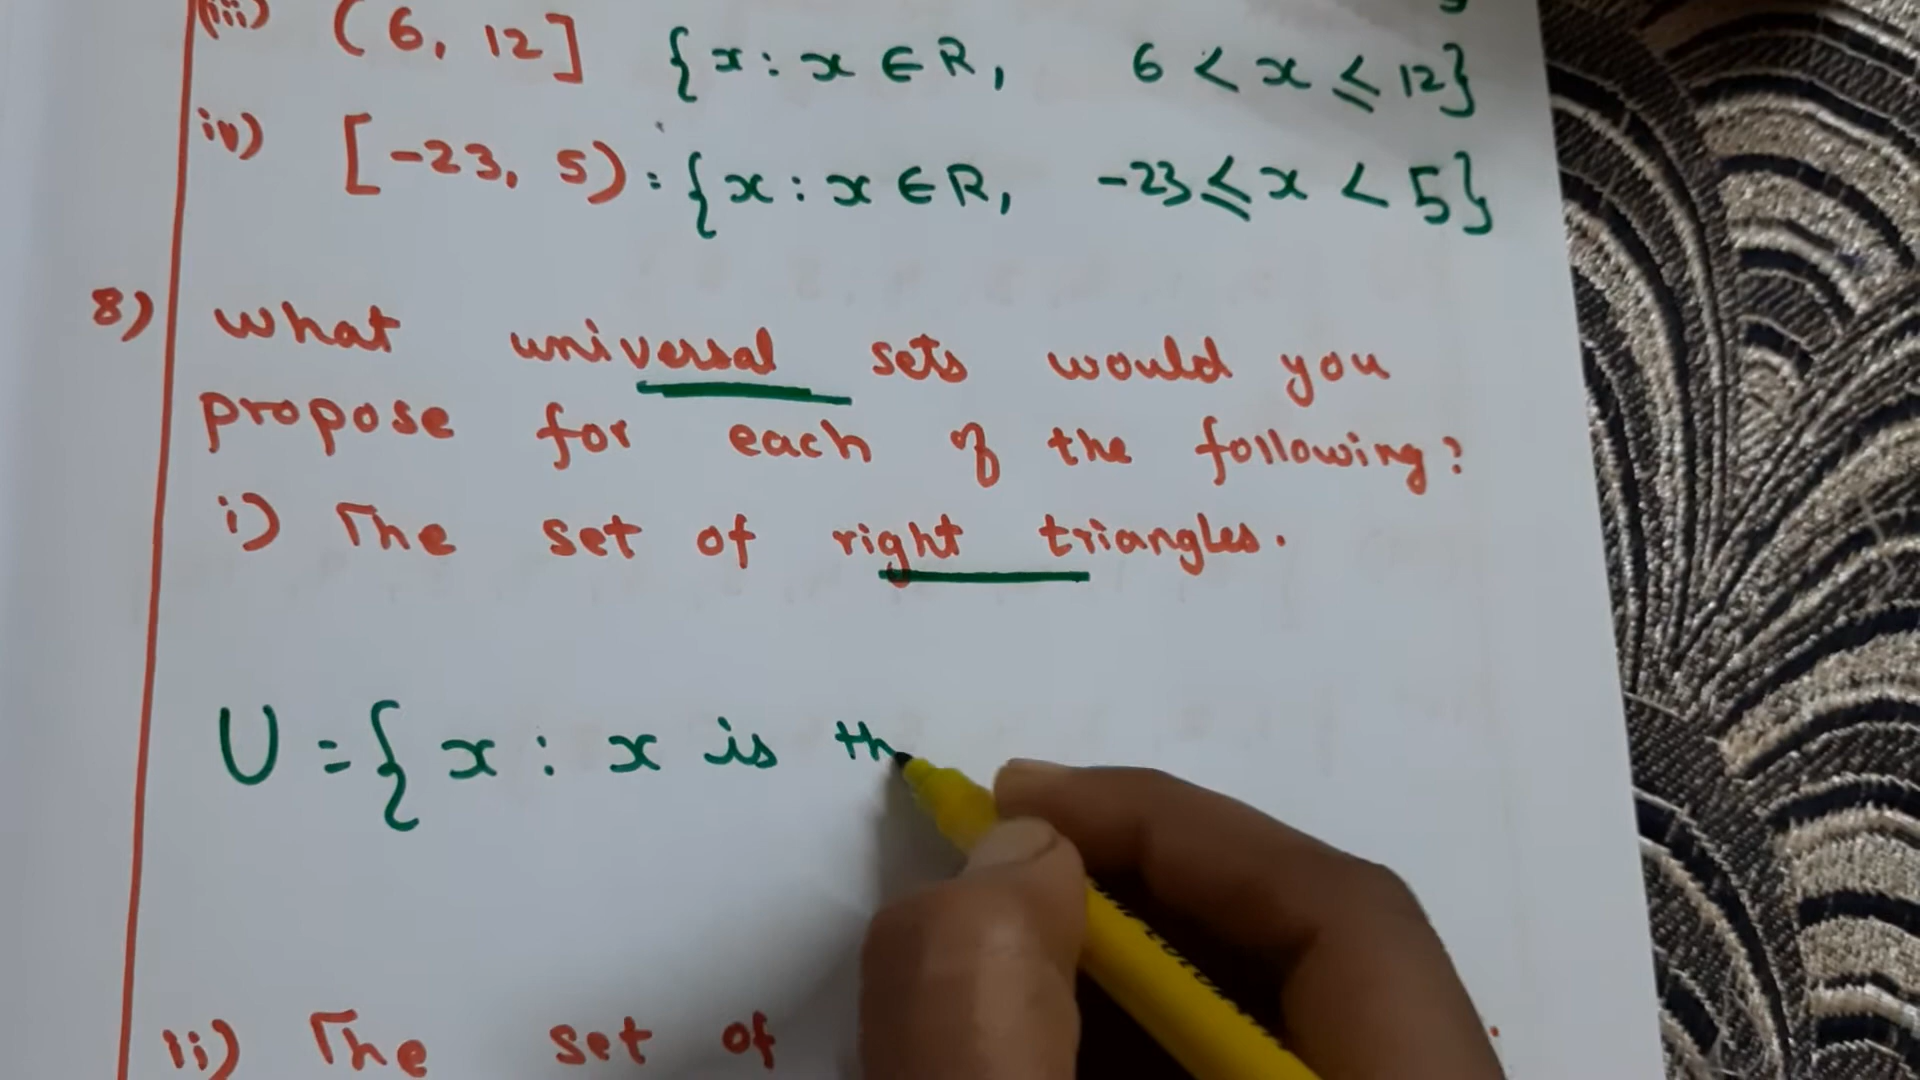 (iii) (6, 12] {x : x ∈ R, 6 < x ≤ 12}
iv) [-23, 5) : {x : x ∈ R, -23 ≤ x < 5}
8) What universal sets would you
propose for each of the following?
i) The set of right triangles.
U = { x : x is th
ii) The set of